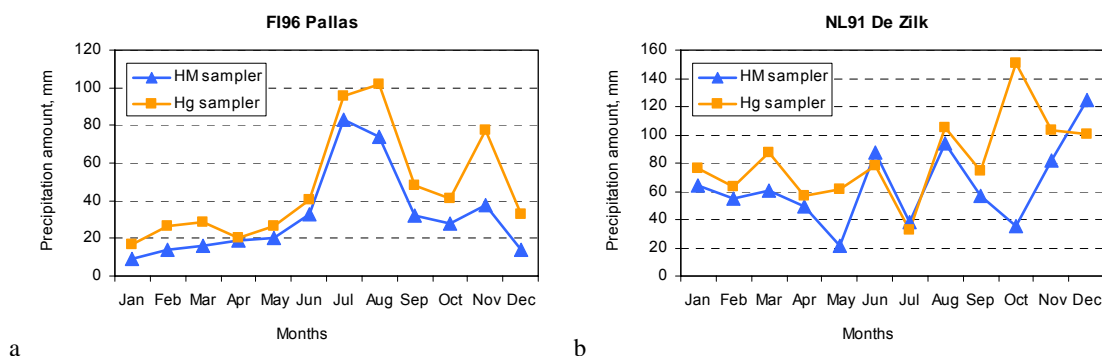 FI96 Pallas
Precipitation amount, mm
120
100
80
60
40
20
0
HM sampler
Hg sampler
Jan Feb Mar Apr May Jun Jul Aug Sep Oct Nov Dec
Months
a
NL91 De Zilk
Precipitation amount, mm
160
140
120
100
80
60
40
20
0
HM sampler
Hg sampler
Jan Feb Mar Apr May Jun Jul Aug Sep Oct Nov Dec
Months
b